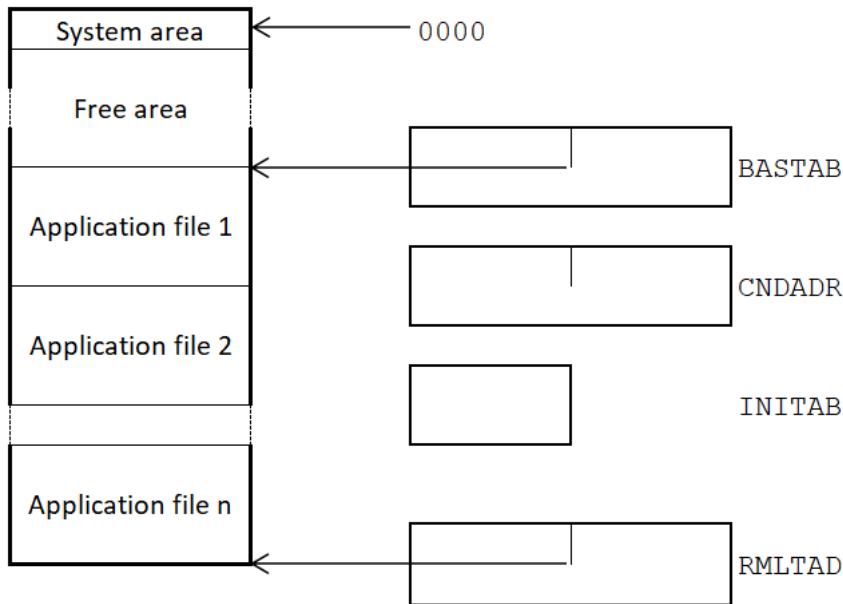 System area
0000
Free area
BASTAB
Application file 1
CNDADR
Application file 2
INITAB
Application file n
RMLTAD